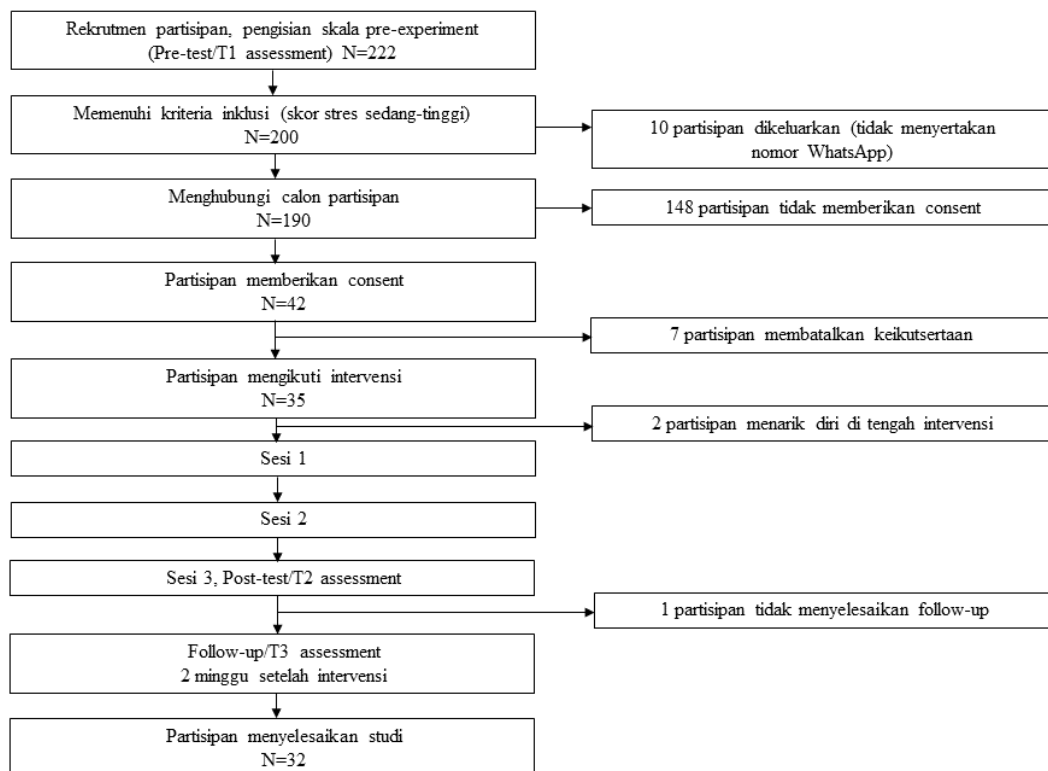 Rekrutmen partisipan, pengisian skala pre-experiment
(Pre-test/T1 assessment) N=222
Memenuhi kriteria inklusi (skor stres sedang-tinggi)
N=200
10 partisipan dikeluarkan (tidak menyertakan
nomor WhatsApp)
Menghubungi calon partisipan
N=190
148 partisipan tidak memberikan consent
Partisipan memberikan consent
N=42
7 partisipan membatalkan keikutsertaan
Partisipan mengikuti intervensi
N=35
2 partisipan menarik diri di tengah intervensi
Sesi 1
Sesi 2
Sesi 3, Post-test/T2 assessment
1 partisipan tidak menyelesaikan follow-up
Follow-up/T3 assessment
2 minggu setelah intervensi
Partisipan menyelesaikan studi
N=32